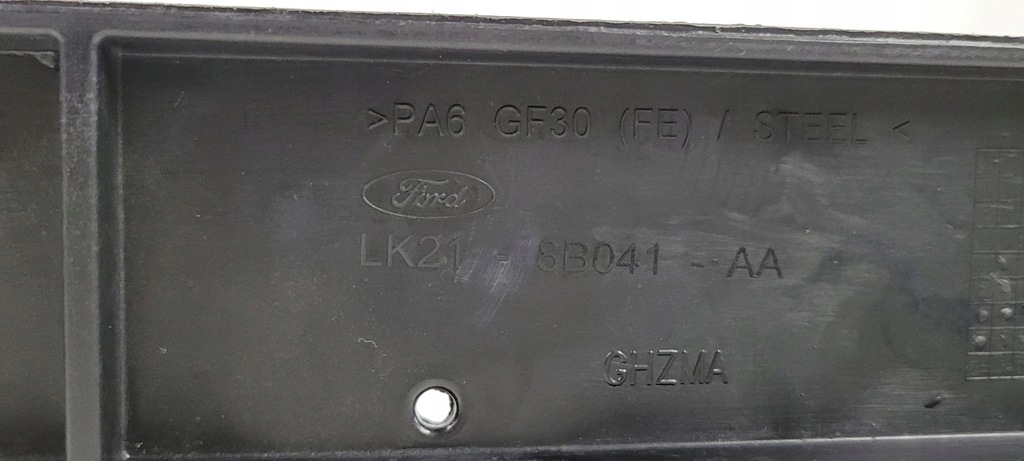 >PA6 GF30 (FE) / STEEL <
Ford
LK21 - 8B041 - AA
GHZMA